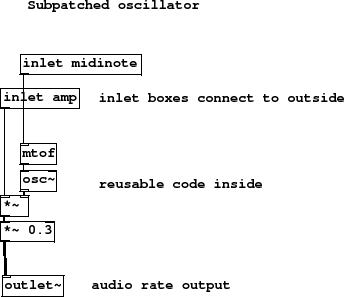 Subpatched oscillator
inlet midinote
inlet amp
inlet boxes connect to outside
mtof
osc~
reusable code inside
*~
*~ 0.3
outlet~
audio rate output